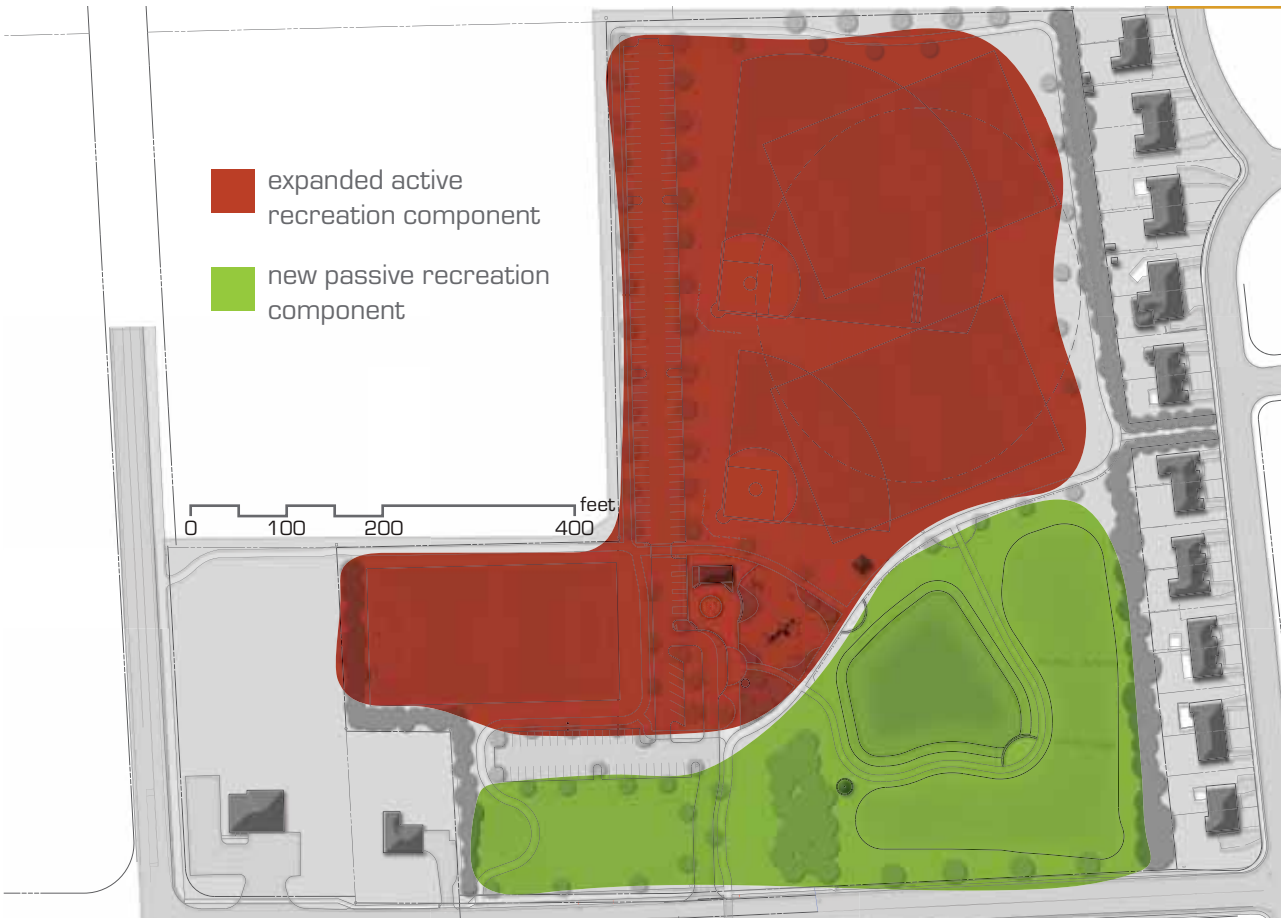 expanded active
recreation component
new passive recreation
component
feet
0 100 200 400